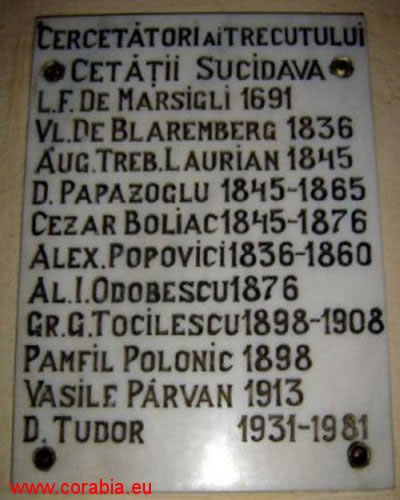 CERCETĂTORI AI TRECUTULUI
CETĂȚII SUCIDAVA
L.F. DE MARSIGLI 1691
VL. DE BLAREMBERG 1836
AUG. TREB. LAURIAN 1845
D. PAPAZOGLU 1845-1865
CEZAR BOLIAC 1845-1876
ALEX. POPOVICI 1836-1860
AL. I. ODOBESCU 1876
GR. G. TOCILESCU 1898-1908
PAMFIL POLONIC 1898
VASILE PÂRVAN 1913
D. TUDOR 1931-1981
www.corabia.eu